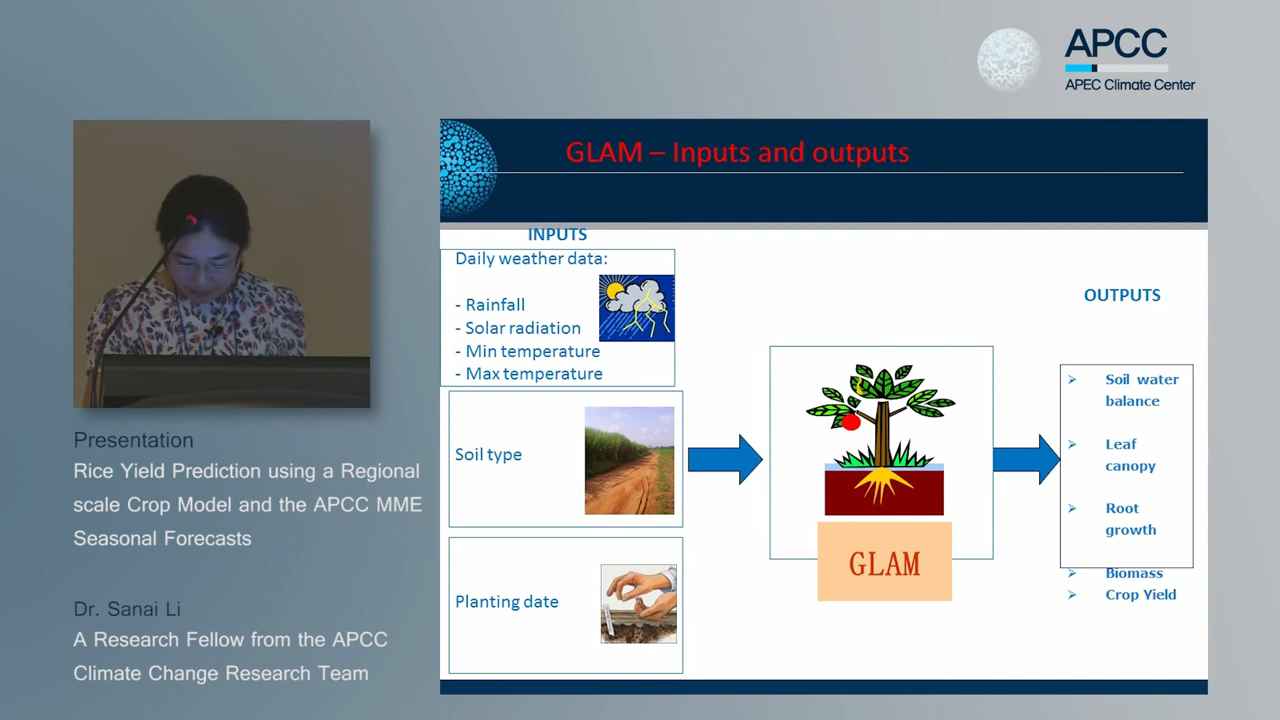 APCC
APEC Climate Center
GLAM – Inputs and outputs
INPUTS
Daily weather data:
- Rainfall
- Solar radiation
- Min temperature
- Max temperature
Soil type
Planting date
GLAM
OUTPUTS
➢ Soil water
balance
➢ Leaf
canopy
➢ Root
growth
➢ Biomass
➢ Crop Yield
Presentation
Rice Yield Prediction using a Regional
scale Crop Model and the APCC MME
Seasonal Forecasts
Dr. Sanai Li
A Research Fellow from the APCC
Climate Change Research Team